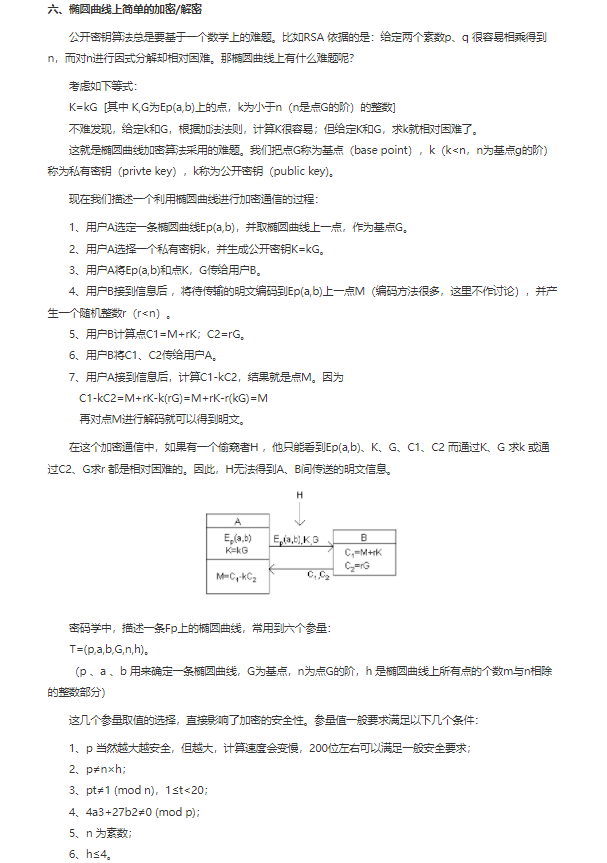 六、椭圆曲线上简单的加密/解密
公开密钥算法总是要基于一个数学上的难题。比如RSA 依据的是：给定两个素数p、q 很容易相乘得到
n，而对n进行因式分解却相对困难。那椭圆曲线上有什么难题呢？
考虑如下等式：
K=kG [其中 K,G为Ep(a,b)上的点，k为小于n（n是点G的阶）的整数]
不难发现，给定k和G，根据加法法则，计算K很容易；但给定K和G，求k就相对困难了。
这就是椭圆曲线加密算法采用的难题。我们把点G称为基点（base point），k（k<n，n为基点g的阶）
称为私有密钥（privte key），k称为公开密钥（public key)。
现在我们描述一个利用椭圆曲线进行加密通信的过程：
1、用户A选定一条椭圆曲线Ep(a,b)，并取椭圆曲线上一点，作为基点G。
2、用户A选择一个私有密钥k，并生成公开密钥K=kG。
3、用户A将Ep(a,b)和点K，G传给用户B。
4、用户B接到信息后 ，将待传输的明文编码到Ep(a,b)上一点M（编码方法很多，这里不作讨论），并产
生一个随机整数r（r<n）。
5、用户B计算点C1=M+rK；C2=rG。
6、用户B将C1、C2传给用户A。
7、用户A接到信息后，计算C1-kC2，结果就是点M。因为
C1-kC2=M+rK-k(rG)=M+rK-r(kG)=M
再对点M进行解码就可以得到明文。
在这个加密通信中，如果有一个偷窥者H ，他只能看到Ep(a,b)、K、G、C1、C2 而通过K、G 求k 或通
过C2、G求r 都是相对困难的。因此，H无法得到A、B间传送的明文信息。
H
A
Ep(a,b)
K=kG
M=C1-kC2
Ep(a,b),K,G
C1,C2
B
C1=M+rK
C2=rG
密码学中，描述一条Fp上的椭圆曲线，常用到六个参量：
T=(p,a,b,G,n,h)。
（p 、a 、b 用来确定一条椭圆曲线，G为基点，n为点G的阶，h 是椭圆曲线上所有点的个数m与n相除
的整数部分）
这几个参量取值的选择，直接影响了加密的安全性。参量值一般要求满足以下几个条件：
1、p 当然越大越安全，但越大，计算速度会变慢，200位左右可以满足一般安全要求；
2、p≠n×h；
3、pt≠1 (mod n)，1≤t<20；
4、4a3+27b2≠0 (mod p)；
5、n 为素数；
6、h≤4。